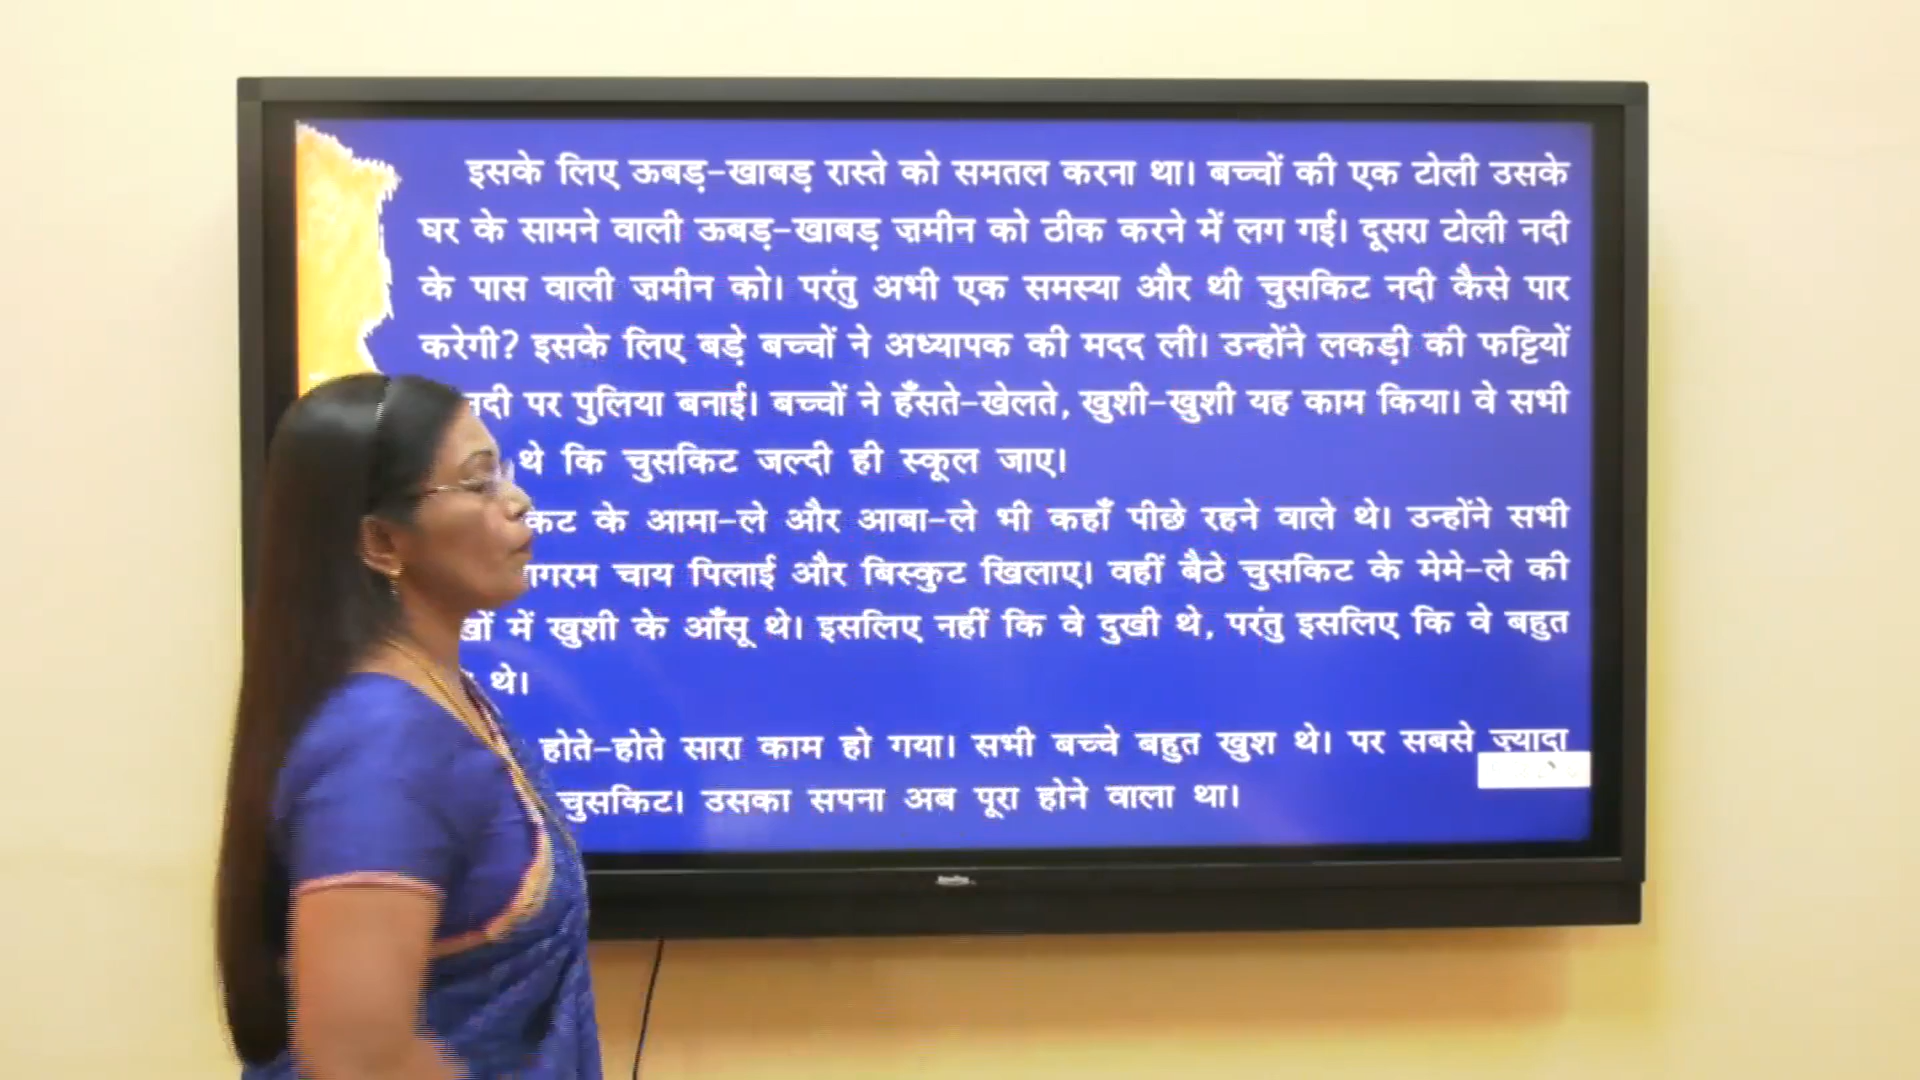 इसके लिए ऊबड़-खाबड़ रास्ते को समतल करना था। बच्चों की एक टोली उसके
घर के सामने वाली ऊबड़-खाबड़ ज़मीन को ठीक करने में लग गई। दूसरा टोली नदी
के पास वाली ज़मीन को। परंतु अभी एक समस्या और थी चुसकिट नदी कैसे पार
करेगी? इसके लिए बड़े बच्चों ने अध्यापक की मदद ली। उन्होंने लकड़ी की फट्टियों
नदी पर पुलिया बनाई। बच्चों ने हँसते-खेलते, खुशी-खुशी यह काम किया। वे सभी
थे कि चुसकिट जल्दी ही स्कूल जाए।
के आमा-ले और आबा-ले भी कहाँ पीछे रहने वाले थे। उन्होंने सभी
चाय पिलाई और बिस्कुट खिलाए। वहीं बैठे चुसकिट के मेमे-ले की
में खुशी के आँसू थे। इसलिए नहीं कि वे दुखी थे, परंतु इसलिए कि वे बहुत
थे।
होते-होते सारा काम हो गया। सभी बच्चे बहुत खुश थे। पर सबसे ज़्यादा
चुसकिट। उसका सपना अब पूरा होने वाला था।